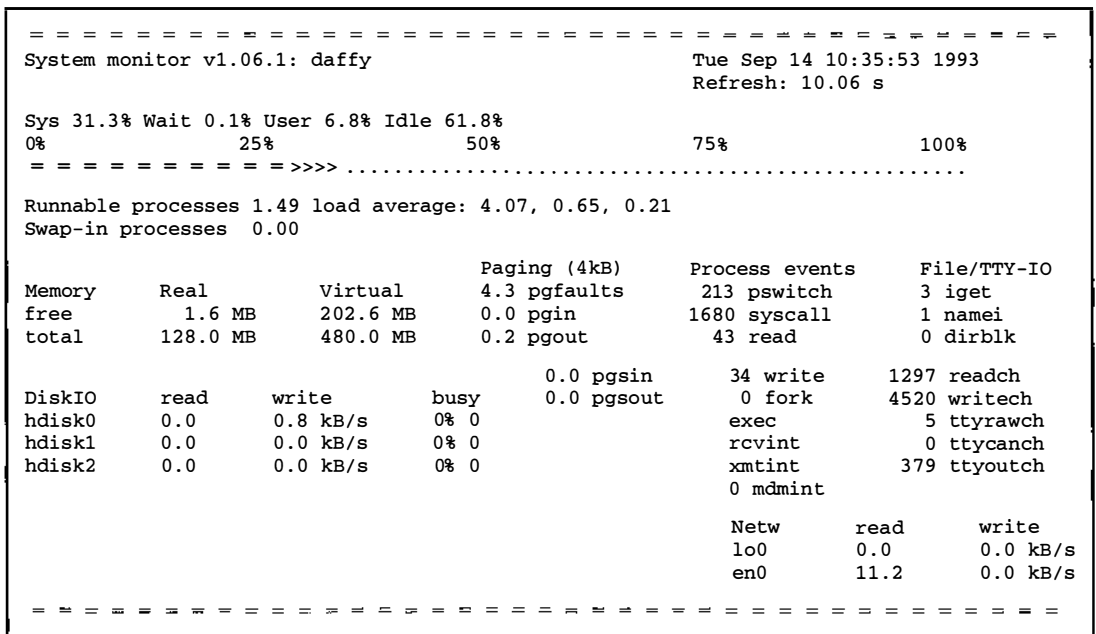 = = = = = = = = = = = = = = = = = = = = = = = = = = = = = = = = = = = = = = =
System monitor v1.06.1: daffy Tue Sep 14 10:35:53 1993
Refresh: 10.06 s
Sys 31.3% Wait 0.1% User 6.8% Idle 61.8%
0% 25% 50% 75% 100%
= = = = = = = = = = >>>> ....................................................
Runnable processes 1.49 load average: 4.07, 0.65, 0.21
Swap-in processes 0.00
Paging (4kB) Process events File/TTY-IO
Memory Real Virtual 4.3 pgfaults 213 pswitch 3 iget
free 1.6 MB 202.6 MB 0.0 pgin 1680 syscall 1 namei
total 128.0 MB 480.0 MB 0.2 pgout 43 read 0 dirblk
0.0 pgsin 34 write 1297 readch
DiskIO read write busy 0.0 pgsout 0 fork 4520 writech
hdisk0 0.0 0.8 kB/s 0% 0 exec 5 ttyrawch
hdisk1 0.0 0.0 kB/s 0% 0 rcvint 0 ttycanch
hdisk2 0.0 0.0 kB/s 0% 0 xmtint 379 ttyoutch
0 mdmint
Netw read write
lo0 0.0 0.0 kB/s
en0 11.2 0.0 kB/s
= = = = = = = = = = = = = = = = = = = = = = = = = = = = = = = = = = = = = = =